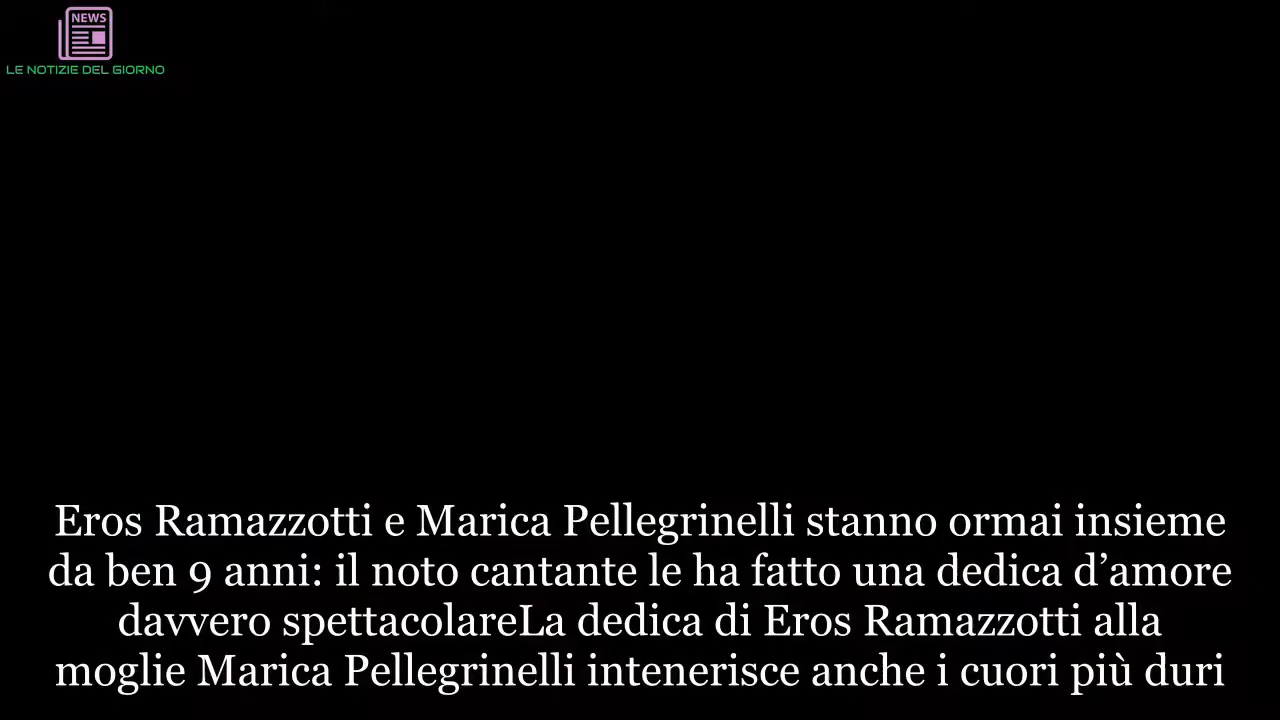 NEWS
LE NOTIZIE DEL GIORNO
Eros Ramazzotti e Marica Pellegrinelli stanno ormai insieme
da ben 9 anni: il noto cantante le ha fatto una dedica d’amore
davvero spettacolareLa dedica di Eros Ramazzotti alla
moglie Marica Pellegrinelli intenerisce anche i cuori più duri